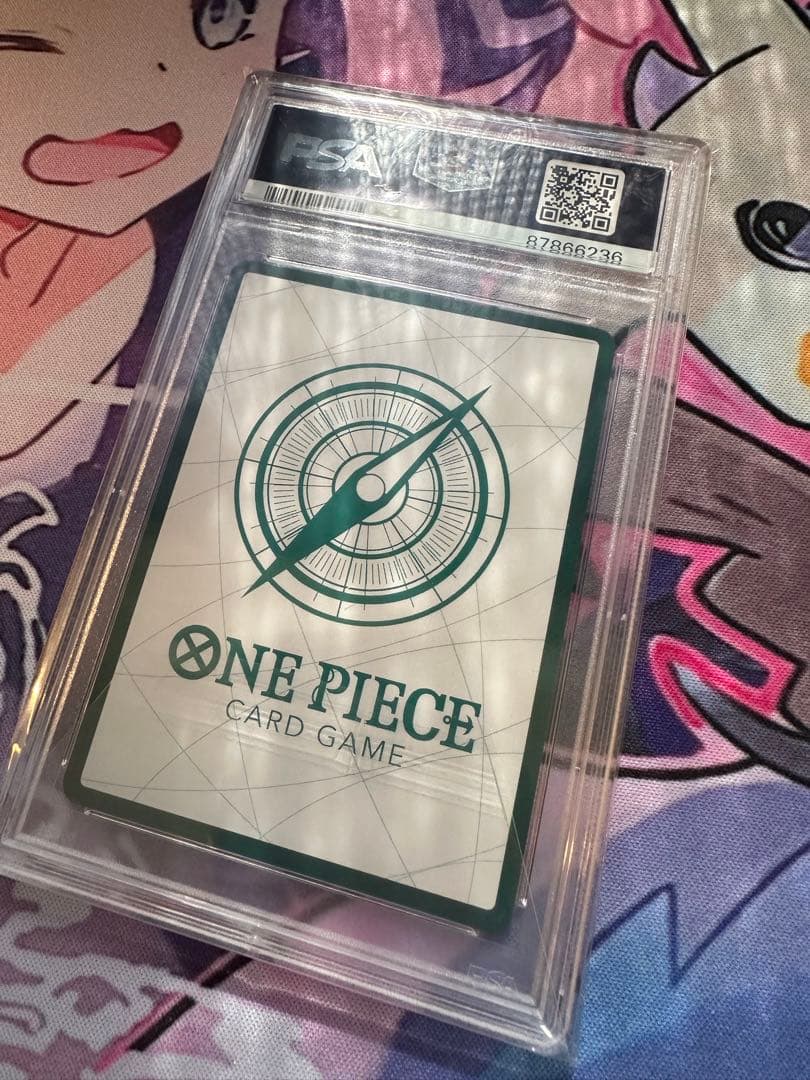 PSA
87866236
ONE PIECE
CARD GAME